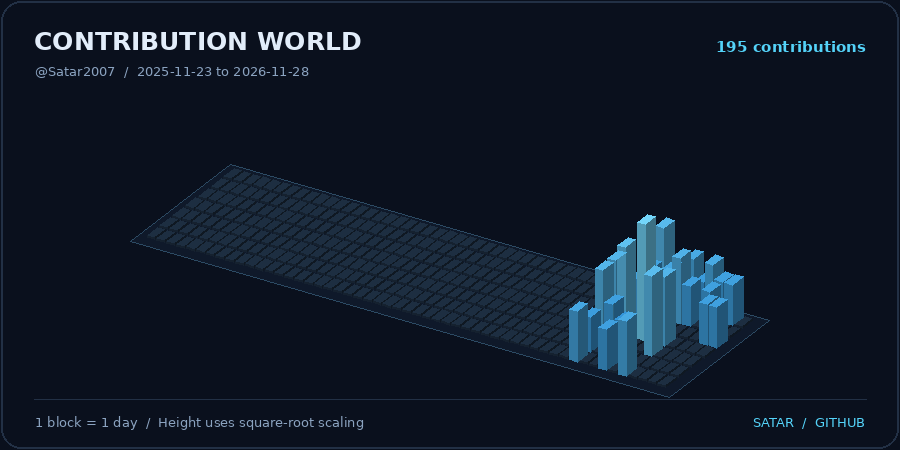 CONTRIBUTION WORLD
195 contributions
@Satar2007 / 2025-11-23 to 2026-11-28
1 block = 1 day / Height uses square-root scaling
SATAR / GITHUB